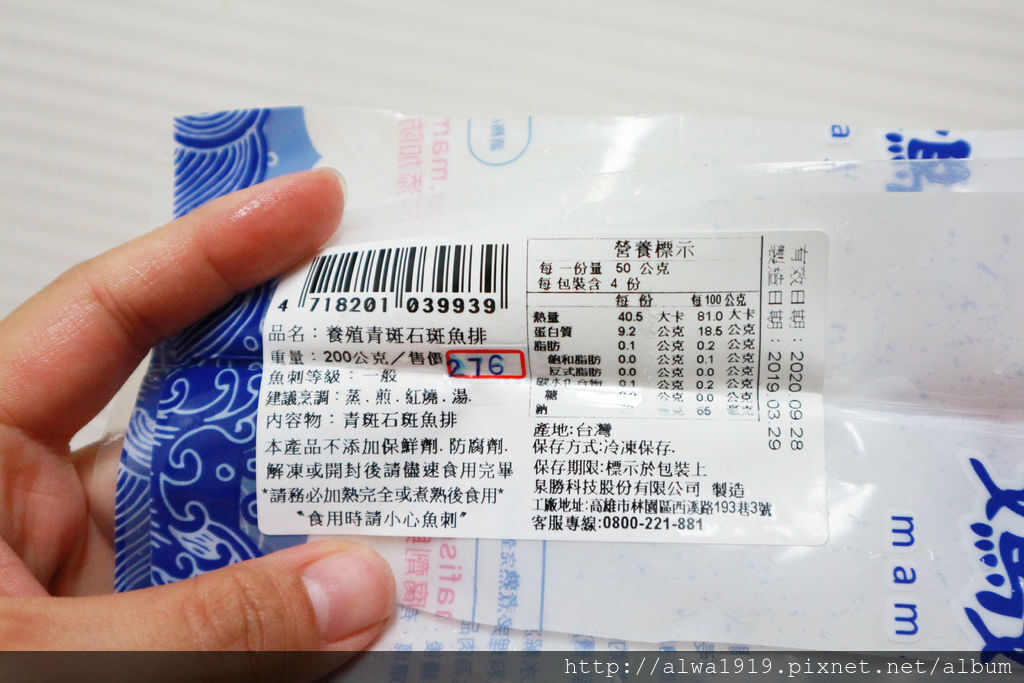 4 718201 039939
品名：養殖青斑石斑魚排
重量：200公克／售價 276
魚刺等級：一般
建議烹調：蒸.煎.紅燒.湯.
內容物：青斑石斑魚排
本產品不添加保鮮劑.防腐劑.
解凍或開封後請儘速食用完畢
*請務必加熱完全或煮熟後食用*
〝食用時請小心魚刺〞
營養標示
每一份量 50 公克
每包裝含 4 份
每份 每100公克
熱量 40.5 大卡 81.0 大卡
蛋白質 9.2 公克 18.5 公克
脂肪 0.1 公克 0.2 公克
飽和脂肪 0.0 公克 0.1 公克
反式脂肪 0.0 公克 0.0 公克
碳水化合物 0.1 公克 0.2 公克
糖 公克 0.0 公克
鈉 毫克 65 毫克
產地:台灣
保存方式:冷凍保存.
保存期限:標示於包裝上
泉勝科技股份有限公司 製造
工廠地址:高雄市林園區西溪路193巷3號
客服專線:0800-221-881
有效日期：2020.09.28
製造日期：2019.03.29
a
mam
http://alwa1919.pixnet.net/album